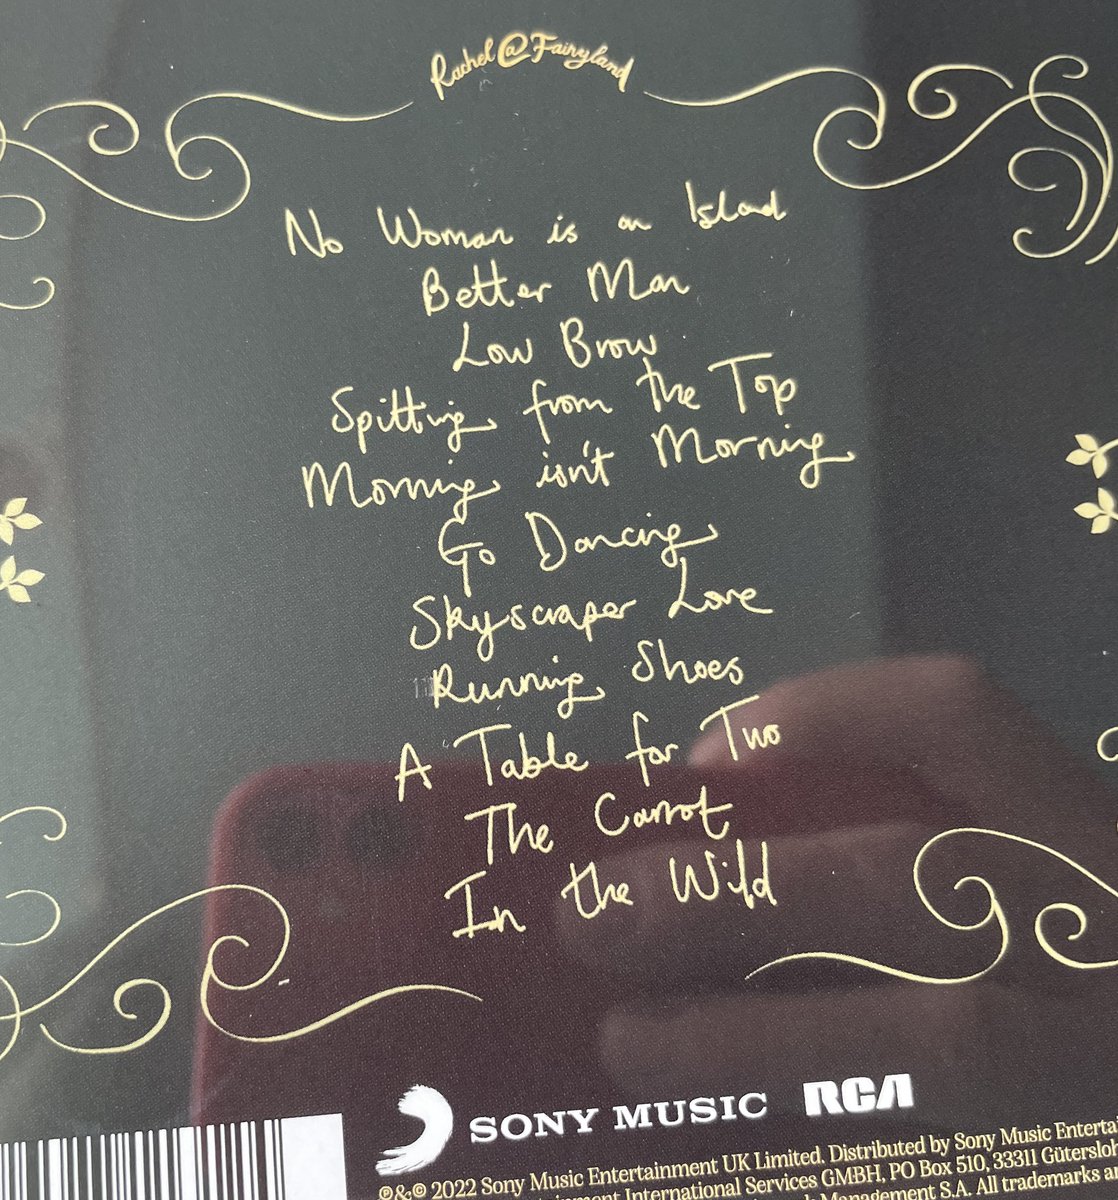 Rachel@Fairyland
No Woman is an Island
Better Man
Low Brow
Spitting from the Top
Morning isn't Morning
Go Dancing
Skyscraper Love
Running Shoes
A Table for Two
The Carrot
In the Wild
SONY MUSIC RCA
℗&© 2022 Sony Music Entertainment UK Limited. Distributed by Sony Music Enterta
International Services GMBH, PO Box 510, 33311 Gütersloh
Management S.A. All trademarks a